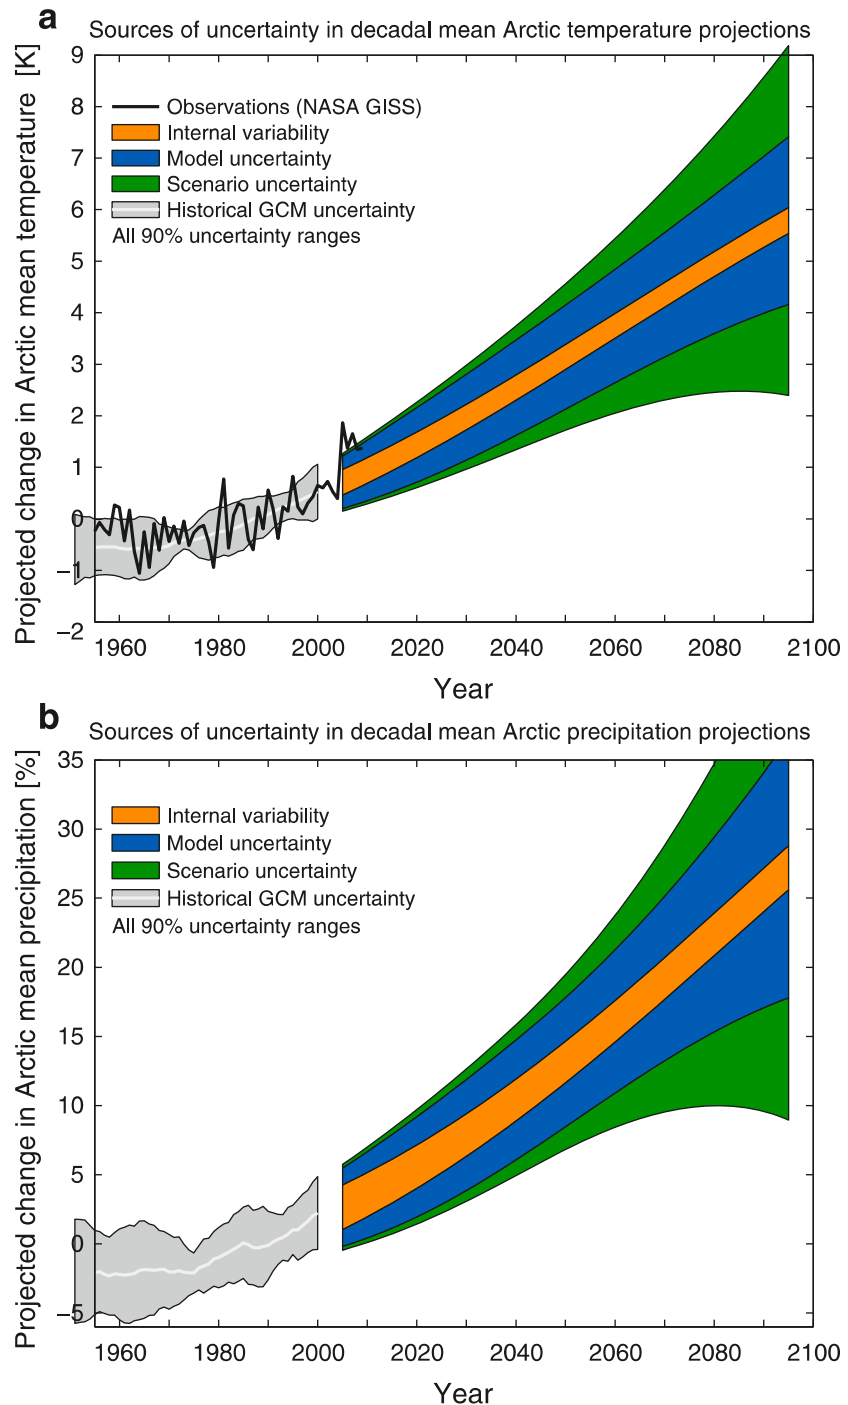 a
Sources of uncertainty in decadal mean Arctic temperature projections
Projected change in Arctic mean temperature [K]
9
8
7
6
5
4
3
2
1
0
−1
−2
Observations (NASA GISS)
Internal variability
Model uncertainty
Scenario uncertainty
Historical GCM uncertainty
All 90% uncertainty ranges
1960 1980 2000 2020 2040 2060 2080 2100
Year
b
Sources of uncertainty in decadal mean Arctic precipitation projections
Projected change in Arctic mean precipitation [%]
35
30
25
20
15
10
5
0
−5
Internal variability
Model uncertainty
Scenario uncertainty
Historical GCM uncertainty
All 90% uncertainty ranges
1960 1980 2000 2020 2040 2060 2080 2100
Year